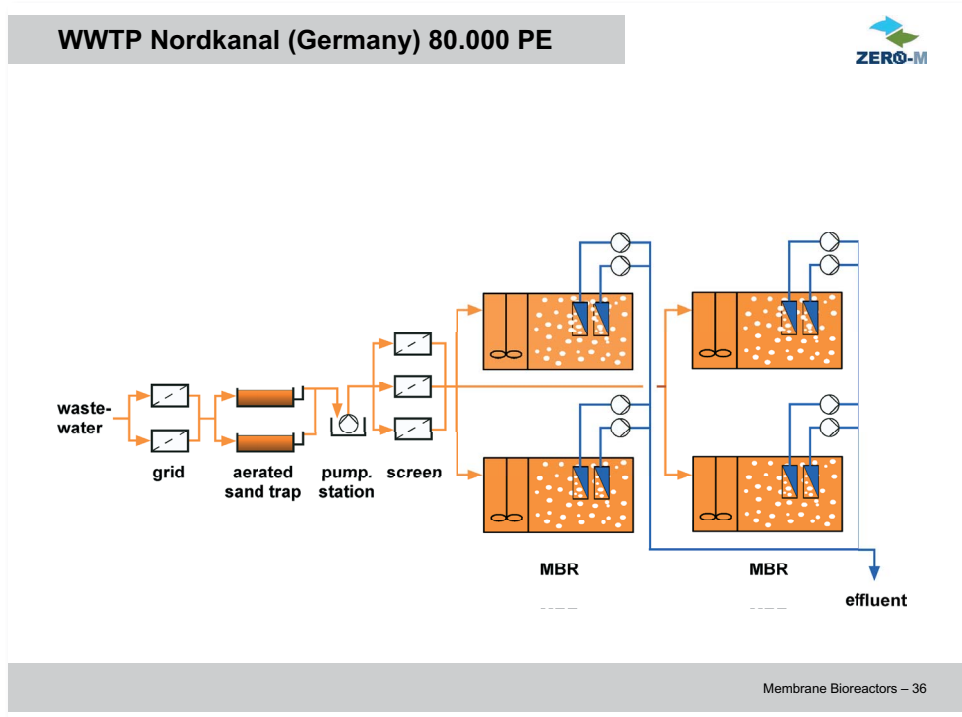 WWTP Nordkanal (Germany) 80.000 PE
ZERO-M
waste-
water
grid
aerated
sand trap
pump.
station
screen
MBR
MBR
effluent
Membrane Bioreactors – 36